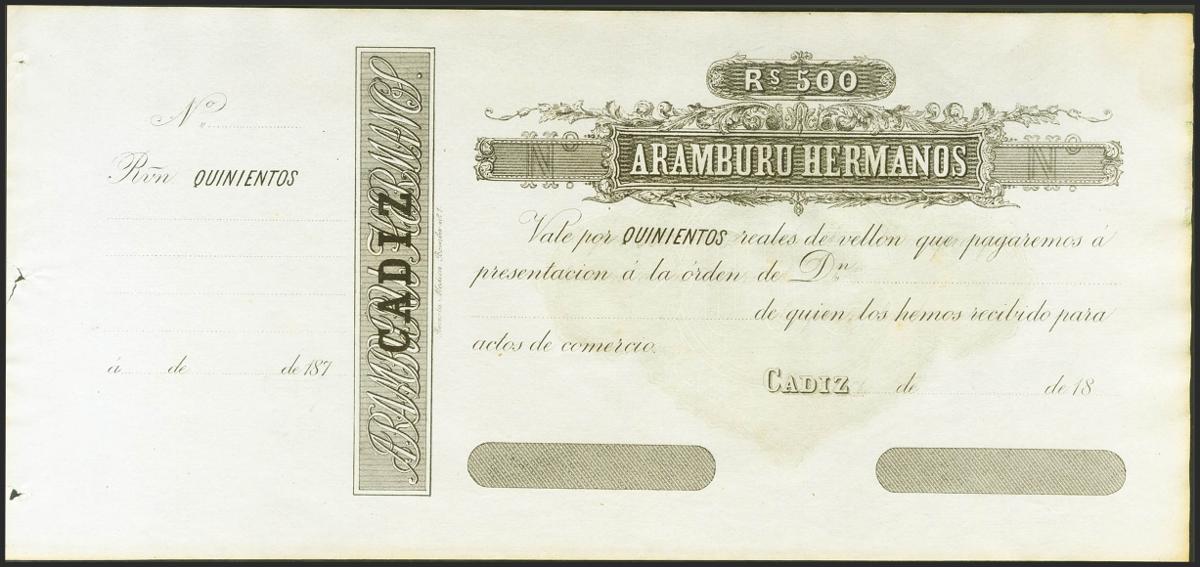 Nº
Rvn QUINIENTOS
á de de 187
ARAMBURU HERMANOS.
CADIZ
Rs 500
Nº ARAMBURU HERMANOS Nº
Vale por QUINIENTOS reales de vellon que pagaremos á
presentacion á la órden de Dn
de quien los hemos recibido para
actos de comercio.
CADIZ de de 18